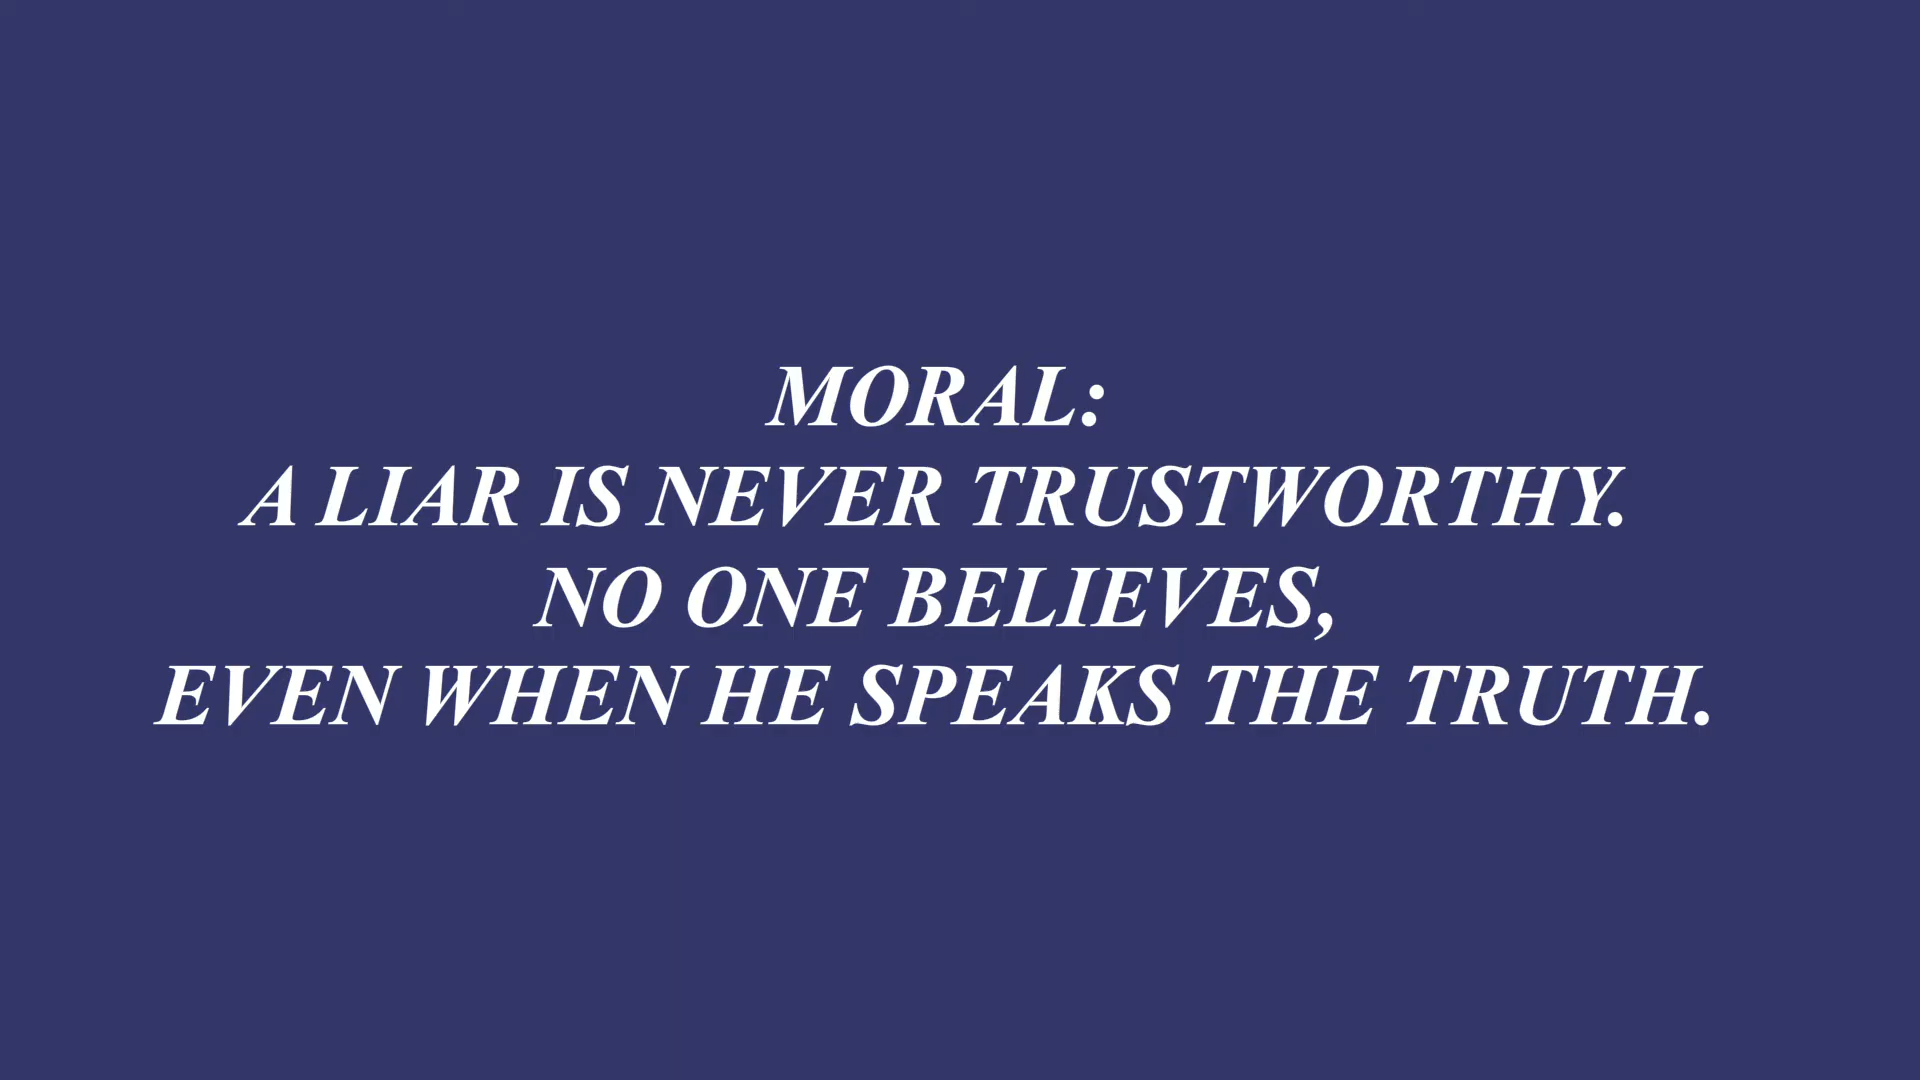 MORAL:
A LIAR IS NEVER TRUSTWORTHY.
NO ONE BELIEVES,
EVEN WHEN HE SPEAKS THE TRUTH.